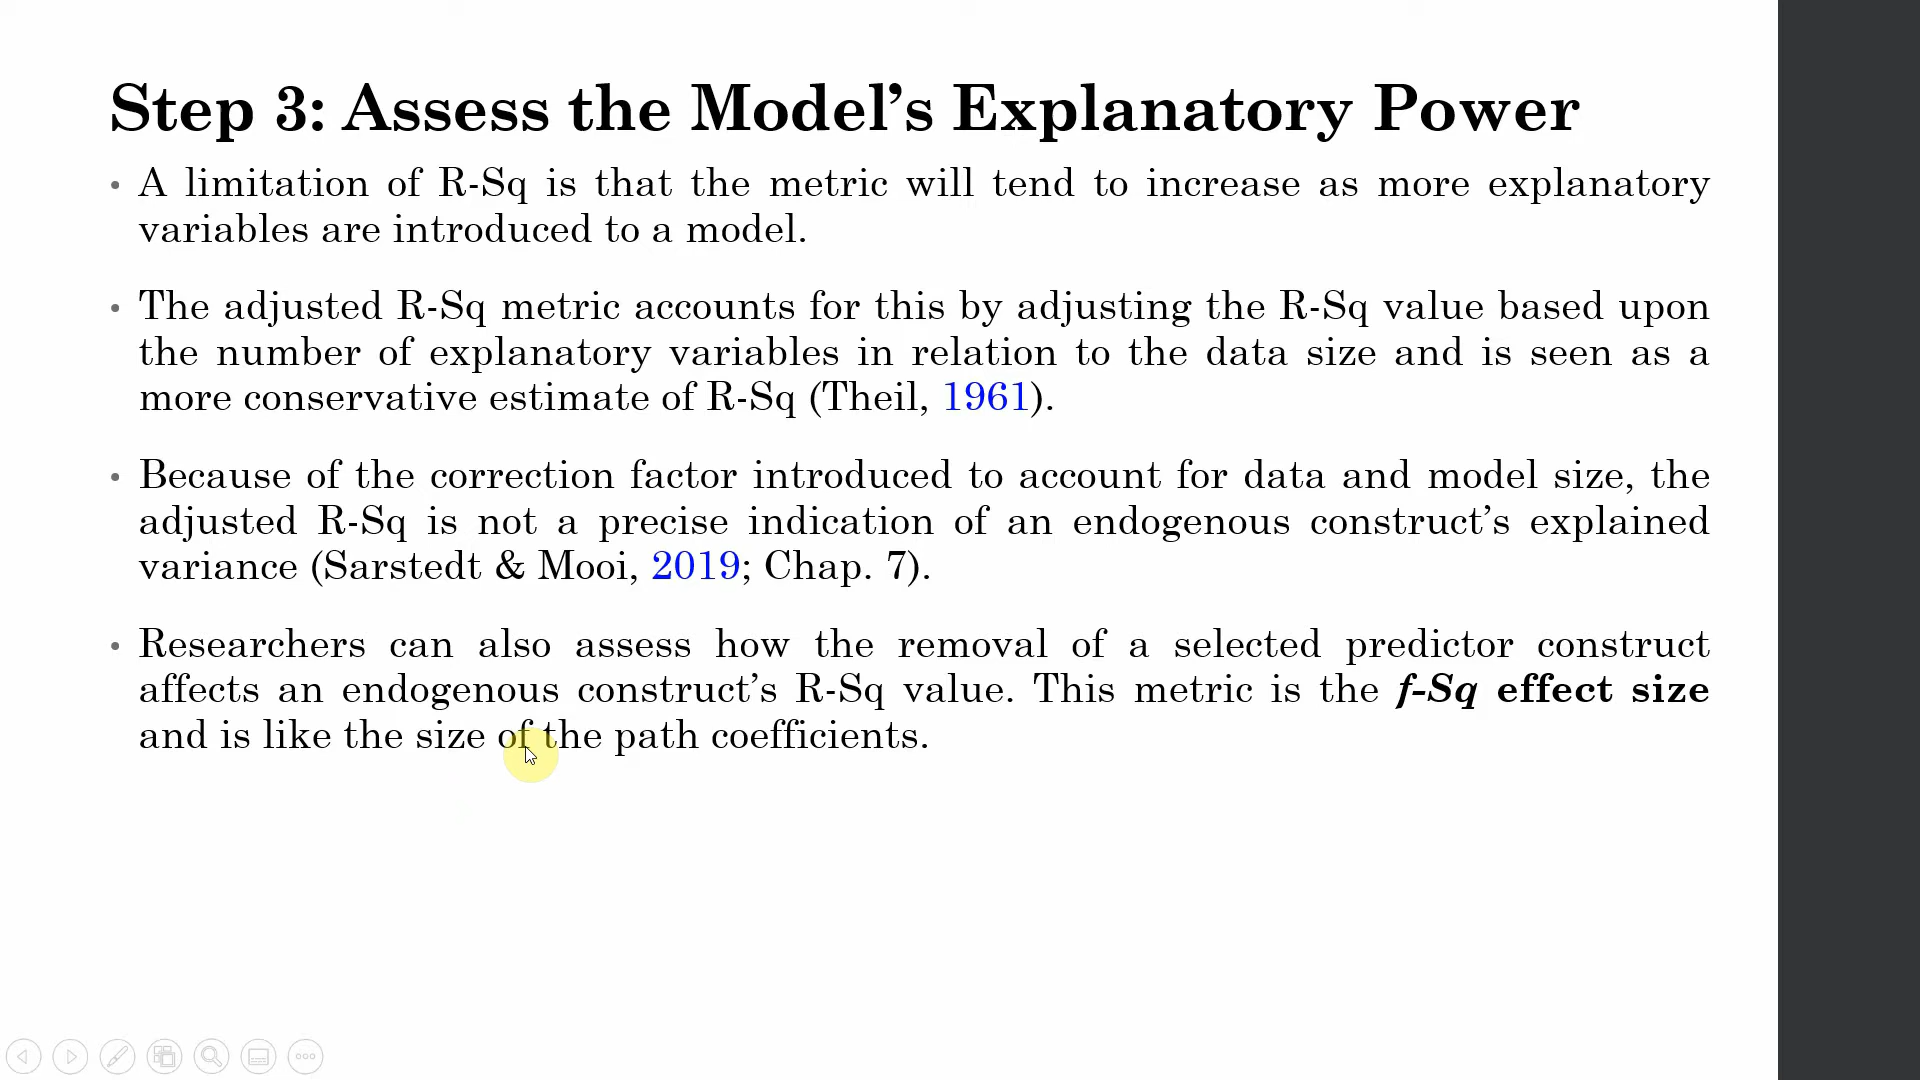 Step 3: Assess the Model’s Explanatory Power
• A limitation of R-Sq is that the metric will tend to increase as more explanatory
variables are introduced to a model.
• The adjusted R-Sq metric accounts for this by adjusting the R-Sq value based upon
the number of explanatory variables in relation to the data size and is seen as a
more conservative estimate of R-Sq (Theil, 1961).
• Because of the correction factor introduced to account for data and model size, the
adjusted R-Sq is not a precise indication of an endogenous construct’s explained
variance (Sarstedt & Mooi, 2019; Chap. 7).
• Researchers can also assess how the removal of a selected predictor construct
affects an endogenous construct’s R-Sq value. This metric is the f-Sq effect size
and is like the size of the path coefficients.